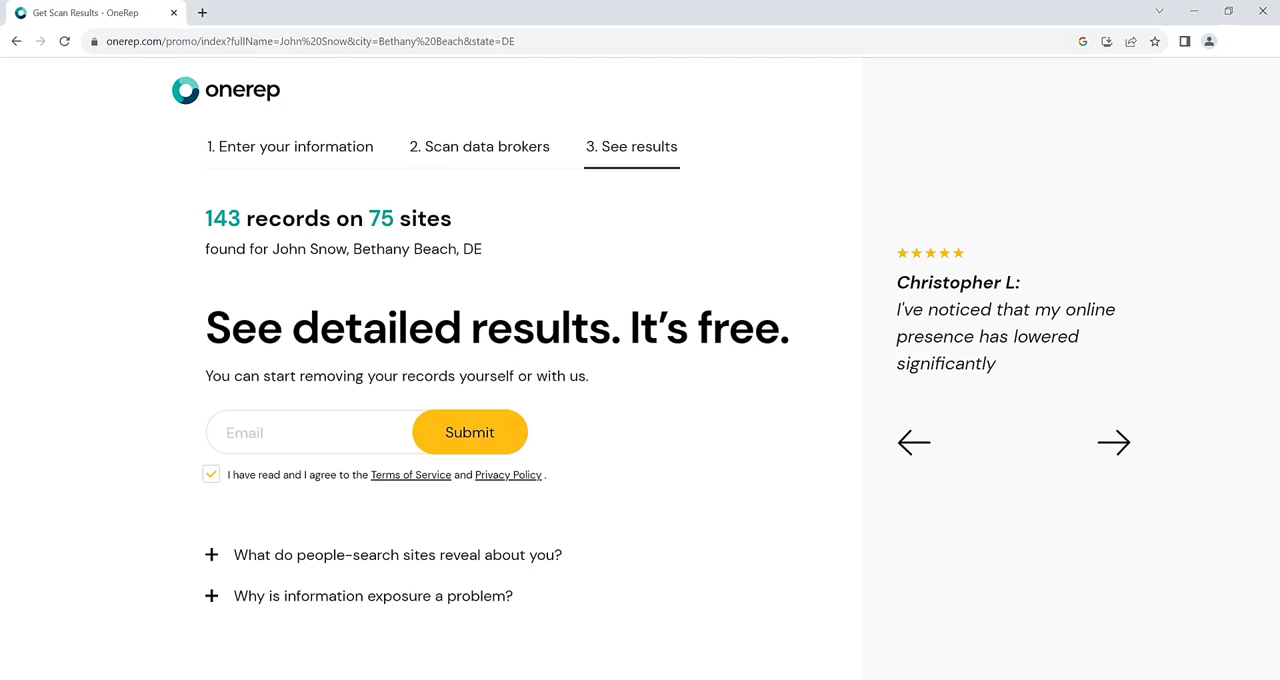 Get Scan Results - OneRep
onerep.com/promo/index?fullName=John%20Snow&city=Bethany%20Beach&state=DE
onerep
1. Enter your information
2. Scan data brokers
3. See results
143 records on 75 sites
found for John Snow, Bethany Beach, DE
See detailed results. It’s free.
You can start removing your records yourself or with us.
Email
Submit
I have read and I agree to the Terms of Service and Privacy Policy .
What do people-search sites reveal about you?
Why is information exposure a problem?
Christopher L:
I've noticed that my online
presence has lowered
significantly